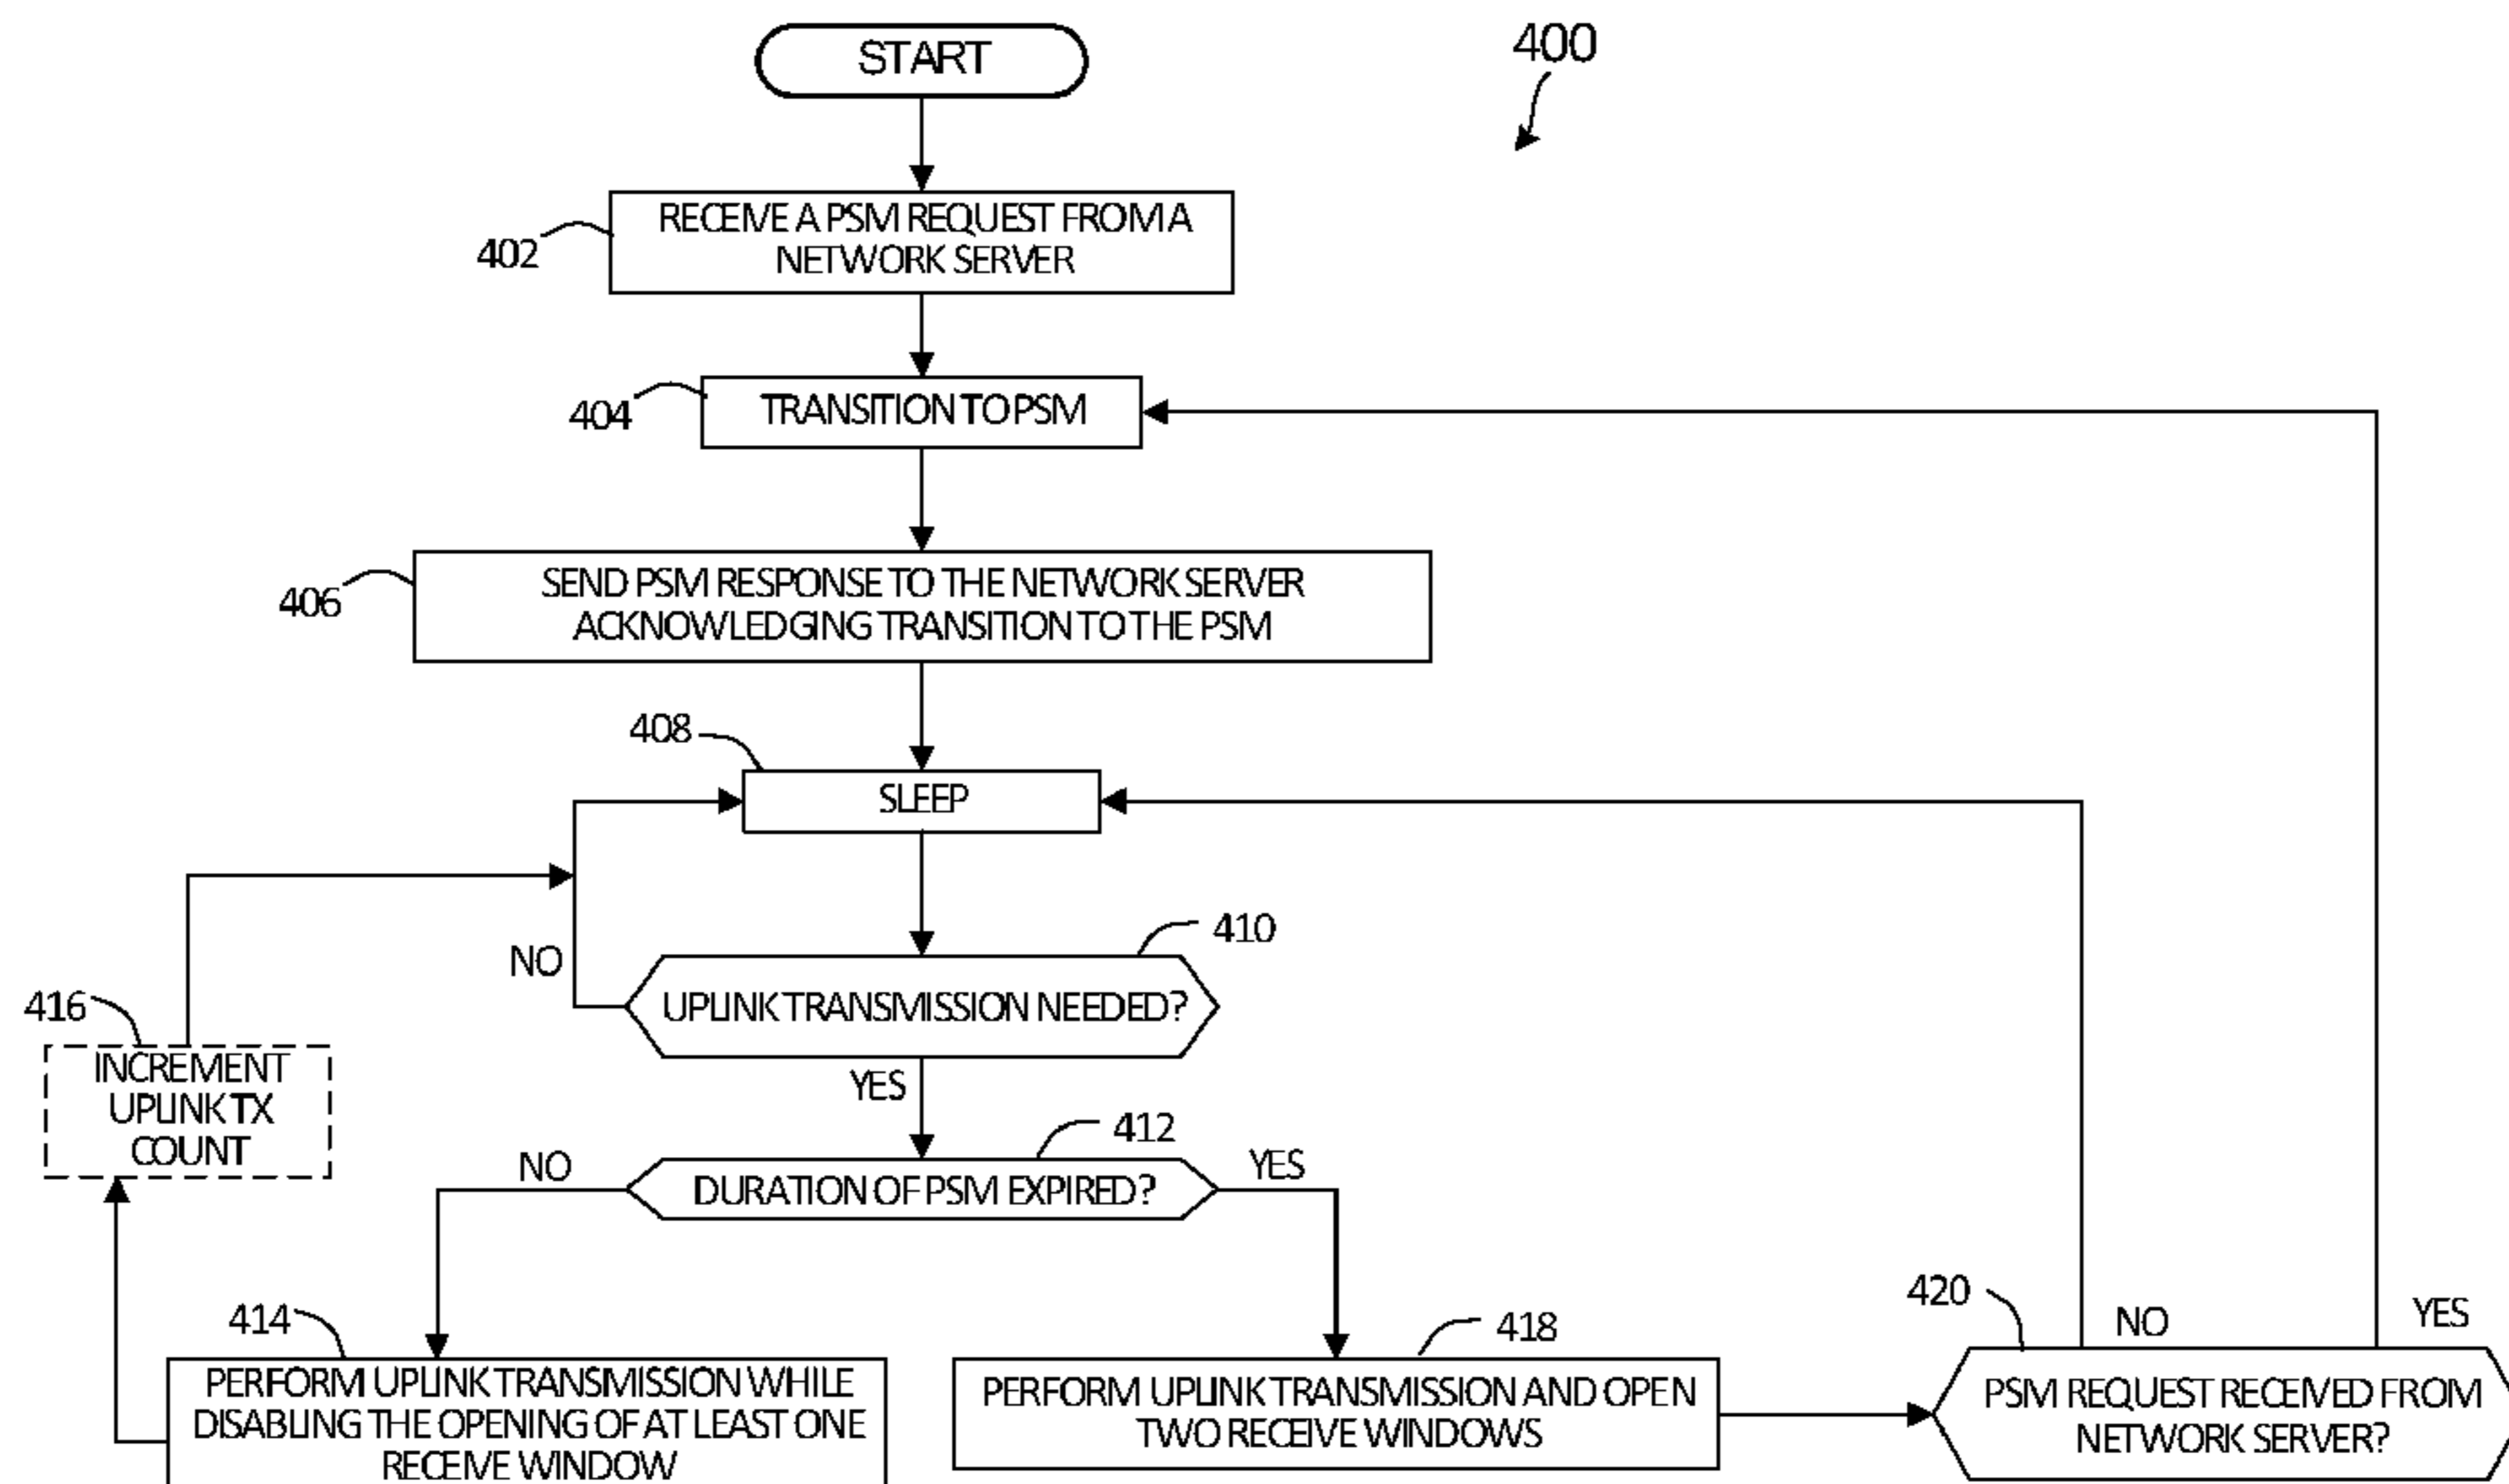 START
400
RECEIVE A PSM REQUEST FROM A
NETWORK SERVER
402
TRANSITION TO PSM
404
SEND PSM RESPONSE TO THE NETWORK SERVER
ACKNOWLEDGING TRANSITION TO THE PSM
406
408
SLEEP
410
NO
UPLINK TRANSMISSION NEEDED?
416
INCREMENT
UPLINK TX
COUNT
YES
412
NO
YES
DURATION OF PSM EXPIRED?
414
PERFORM UPLINK TRANSMISSION WHILE
DISABLING THE OPENING OF AT LEAST ONE
RECEIVE WINDOW
418
PERFORM UPLINK TRANSMISSION AND OPEN
TWO RECEIVE WINDOWS
420
NO
YES
PSM REQUEST RECEIVED FROM
NETWORK SERVER?